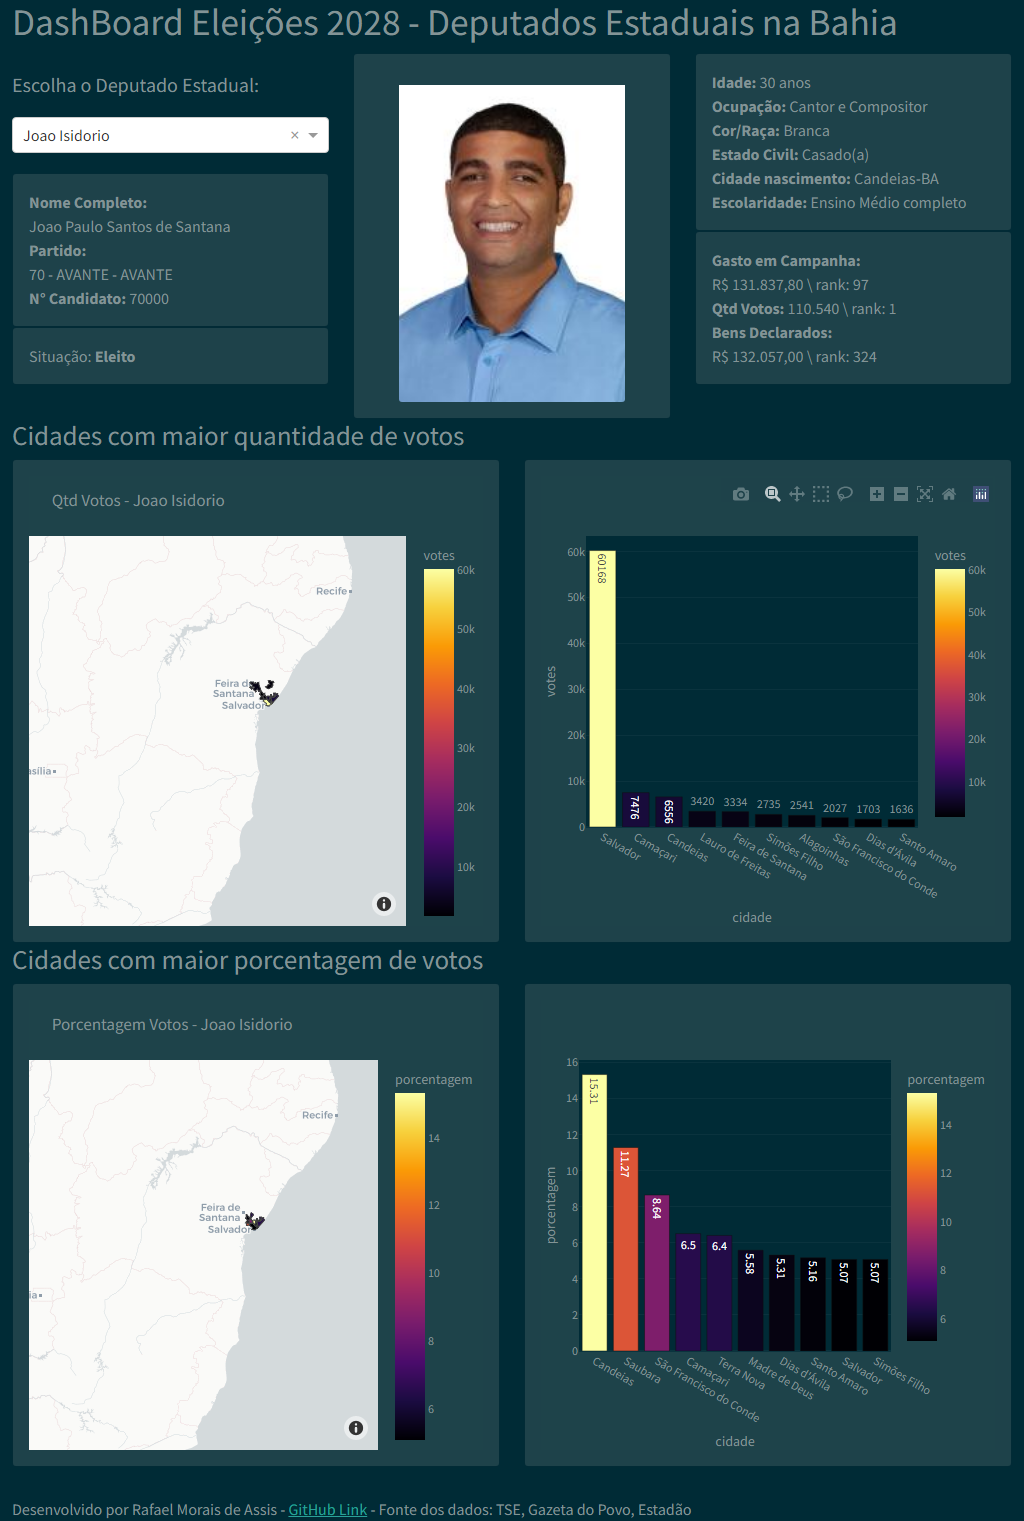 DashBoard Eleições 2028 - Deputados Estaduais na Bahia
Escolha o Deputado Estadual:
Joao Isidorio
Nome Completo:
Joao Paulo Santos de Santana
Partido:
70 - AVANTE - AVANTE
N° Candidato: 70000
Situação: Eleito
Idade: 30 anos
Ocupação: Cantor e Compositor
Cor/Raça: Branca
Estado Civil: Casado(a)
Cidade nascimento: Candeias-BA
Escolaridade: Ensino Médio completo
Gasto em Campanha:
R$ 131.837,80 \ rank: 97
Qtd Votos: 110.540 \ rank: 1
Bens Declarados:
R$ 132.057,00 \ rank: 324
Cidades com maior quantidade de votos
Qtd Votos - Joao Isidorio
Recife
Feira de
Santana
Salvador
asília
votes
60k
50k
40k
30k
20k
10k
votes
60k
50k
40k
30k
20k
10k
0
60168
7476
6556
3420
3334
2735
2541
2027
1703
1636
Salvador
Camaçari
Candeias
Lauro de Freitas
Feira de Santana
Simões Filho
Alagoinhas
São Francisco do Conde
Dias d'Ávila
Santo Amaro
cidade
votes
60k
50k
40k
30k
20k
10k
Cidades com maior porcentagem de votos
Porcentagem Votos - Joao Isidorio
Recife
Feira de
Santana
Salvador
ia
porcentagem
14
12
10
8
6
porcentagem
16
14
12
10
8
6
4
2
0
15.31
11.27
8.64
6.5
6.4
5.58
5.31
5.16
5.07
5.07
Candeias
Saubara
São Francisco do Conde
Camaçari
Terra Nova
Madre de Deus
Dias d'Ávila
Santo Amaro
Salvador
Simões Filho
cidade
porcentagem
14
12
10
8
6
Desenvolvido por Rafael Morais de Assis - GitHub Link - Fonte dos dados: TSE, Gazeta do Povo, Estadão